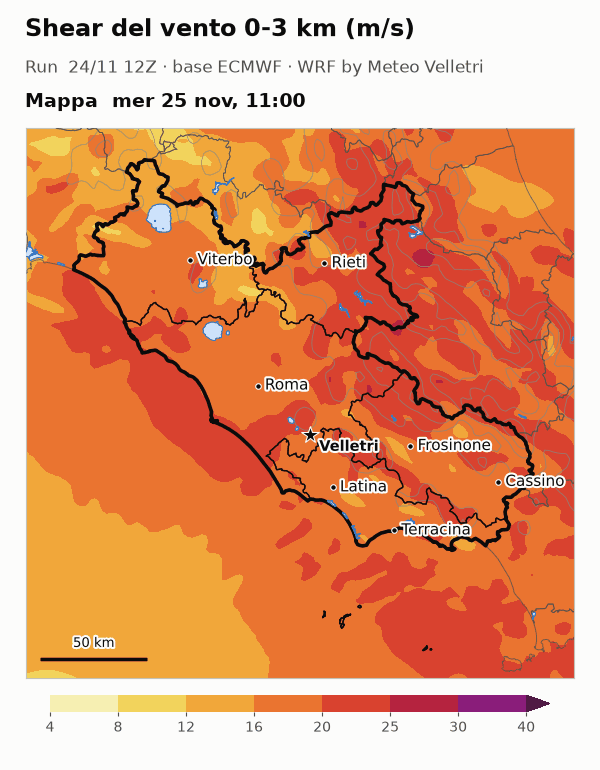 Shear del vento 0-3 km (m/s)
Run  24/11 12Z · base ECMWF · WRF by Meteo Velletri
Mappa  mer 25 nov, 11:00
Viterbo
Rieti
Roma
Velletri
Frosinone
Cassino
Latina
Terracina
50 km
4 8 12 16 20 25 30 40